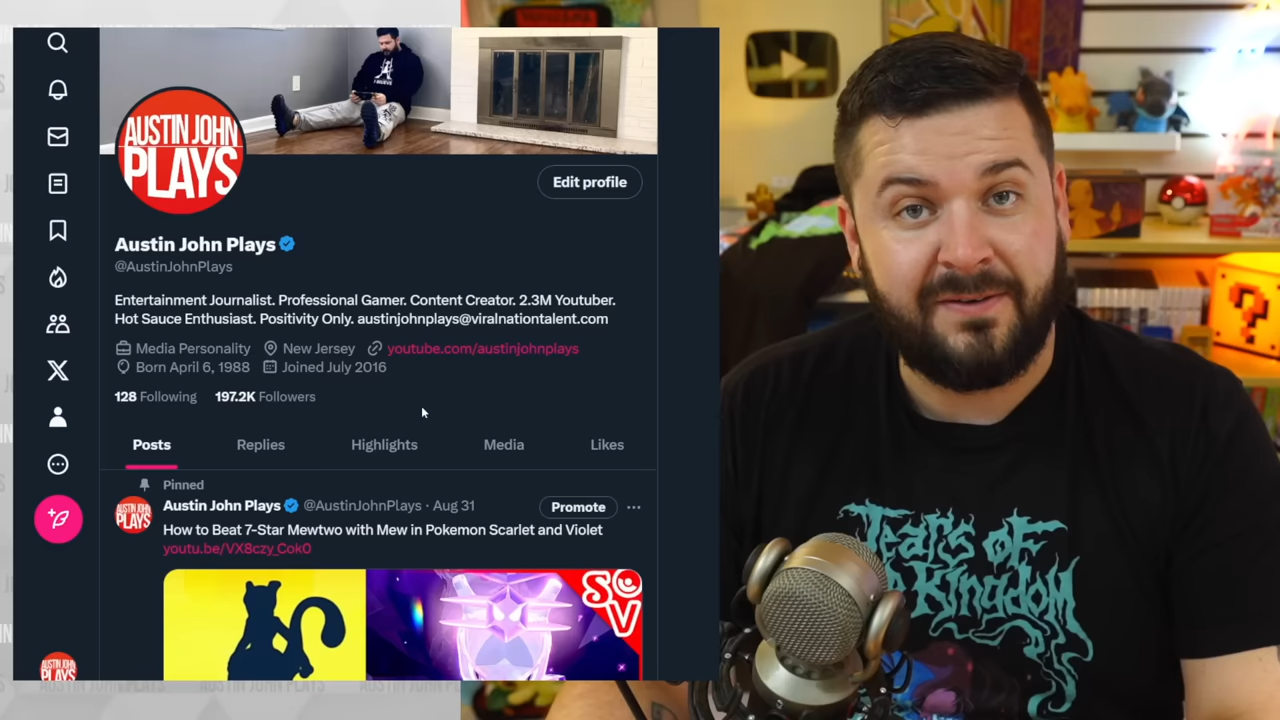 AUSTIN JOHN
PLAYS
Edit profile
Austin John Plays
@AustinJohnPlays
Entertainment Journalist. Professional Gamer. Content Creator. 2.3M Youtuber.
Hot Sauce Enthusiast. Positivity Only. austinjohnplays@viralnationtalent.com
Media Personality New Jersey youtube.com/austinjohnplays
Born April 6, 1988 Joined July 2016
128 Following 197.2K Followers
Posts Replies Highlights Media Likes
Pinned
AUSTIN JOHN
PLAYS
Austin John Plays @AustinJohnPlays · Aug 31
Promote
How to Beat 7-Star Mewtwo with Mew in Pokemon Scarlet and Violet
youtu.be/VX8czy_Cok0
SV
AUSTIN JOHN
PLAYS
AUSTIN JOHN PLAYS
Tears of
Kingdom
?